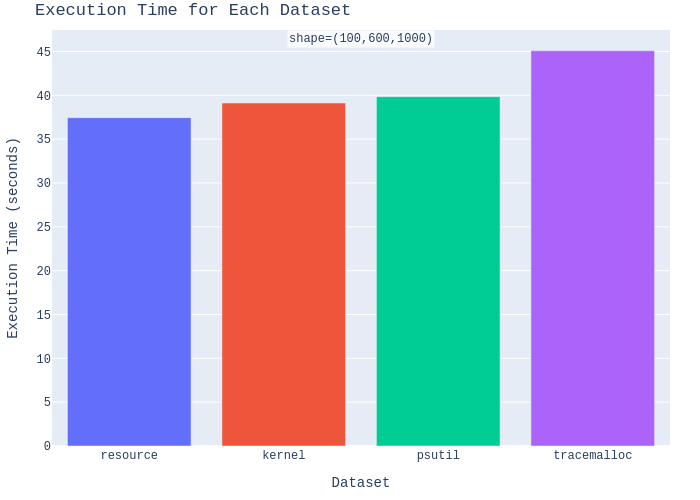 Execution Time for Each Dataset
shape=(100,600,1000)
Execution Time (seconds)
45
40
35
30
25
20
15
10
5
0
resource kernel psutil tracemalloc
Dataset